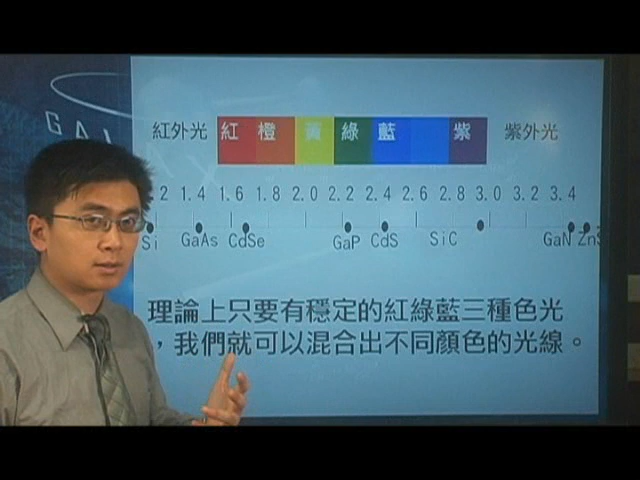 GALAX
紅外光 紅 橙 黃 綠 藍 紫 紫外光
2 1.4 1.6 1.8 2.0 2.2 2.4 2.6 2.8 3.0 3.2 3.4
Si GaAs CdSe GaP CdS SiC GaN ZnS
理論上只要有穩定的紅綠藍三種色光
，我們就可以混合出不同顏色的光線。